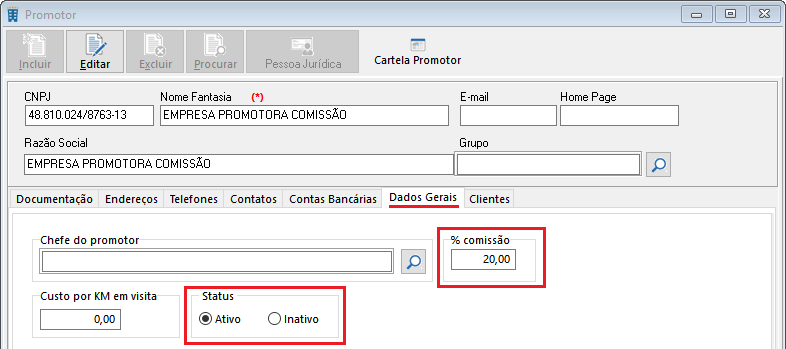 Promotor
Incluir Editar Excluir Procurar Pessoa Jurídica Cartela Promotor
CNPJ Nome Fantasia (*) E-mail Home Page
48.810.024/8763-13 EMPRESA PROMOTORA COMISSÃO
Razão Social Grupo
EMPRESA PROMOTORA COMISSÃO
Documentação Endereços Telefones Contatos Contas Bancárias Dados Gerais Clientes
Chefe do promotor % comissão
20,00
Custo por KM em visita Status
0,00 Ativo Inativo